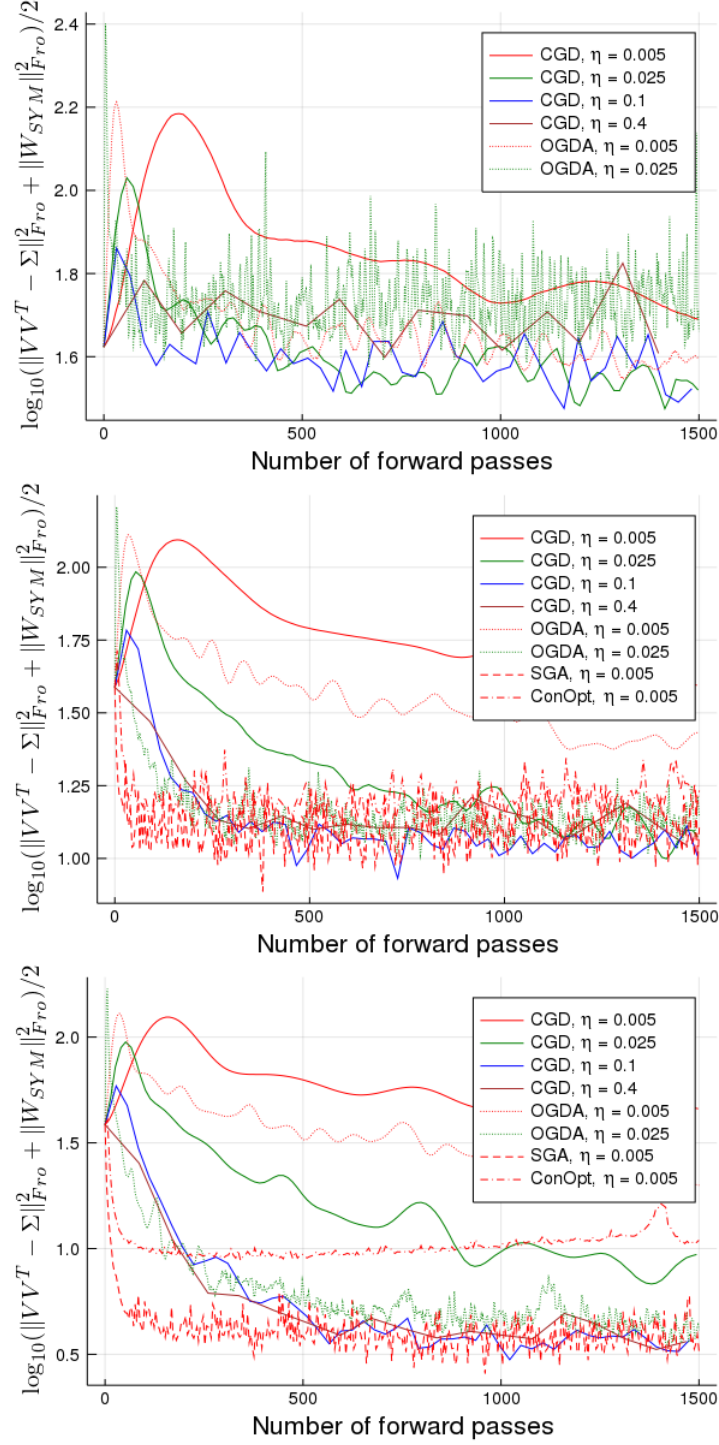 log₁₀(||VVᵀ − Σ||²_Fro + ||W_SYM||²_Fro)/2
2.4
2.2
2.0
1.8
1.6
CGD, η = 0.005
CGD, η = 0.025
CGD, η = 0.1
CGD, η = 0.4
OGDA, η = 0.005
OGDA, η = 0.025
0
500
1000
1500
Number of forward passes
log₁₀(||VVᵀ − Σ||²_Fro + ||W_SYM||²_Fro)/2
2.00
1.75
1.50
1.25
1.00
CGD, η = 0.005
CGD, η = 0.025
CGD, η = 0.1
CGD, η = 0.4
OGDA, η = 0.005
OGDA, η = 0.025
SGA, η = 0.005
ConOpt, η = 0.005
0
500
1000
1500
Number of forward passes
log₁₀(||VVᵀ − Σ||²_Fro + ||W_SYM||²_Fro)/2
2.0
1.5
1.0
0.5
CGD, η = 0.005
CGD, η = 0.025
CGD, η = 0.1
CGD, η = 0.4
OGDA, η = 0.005
OGDA, η = 0.025
SGA, η = 0.005
ConOpt, η = 0.005
0
500
1000
1500
Number of forward passes